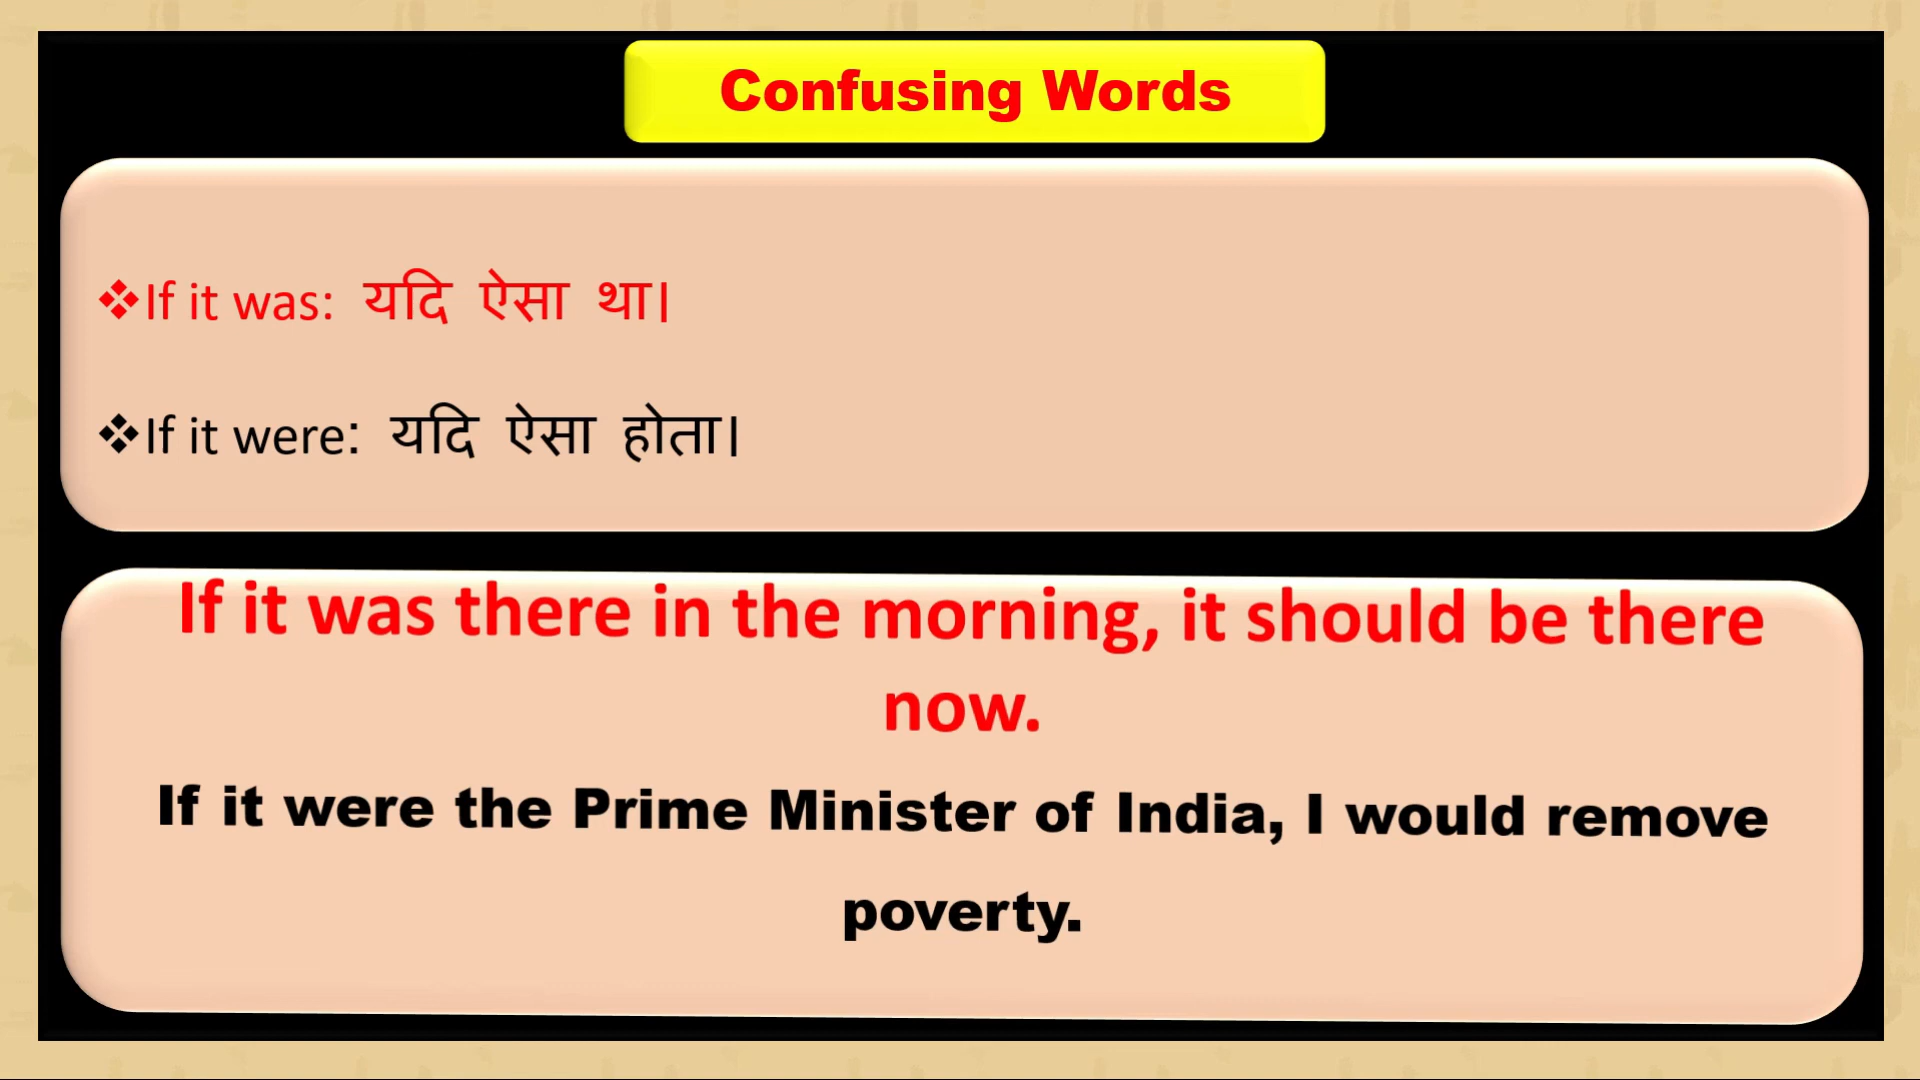 Confusing Words
❖If it was: यदि ऐसा था।
❖If it were: यदि ऐसा होता।
If it was there in the morning, it should be there
now.
If it were the Prime Minister of India, I would remove
poverty.